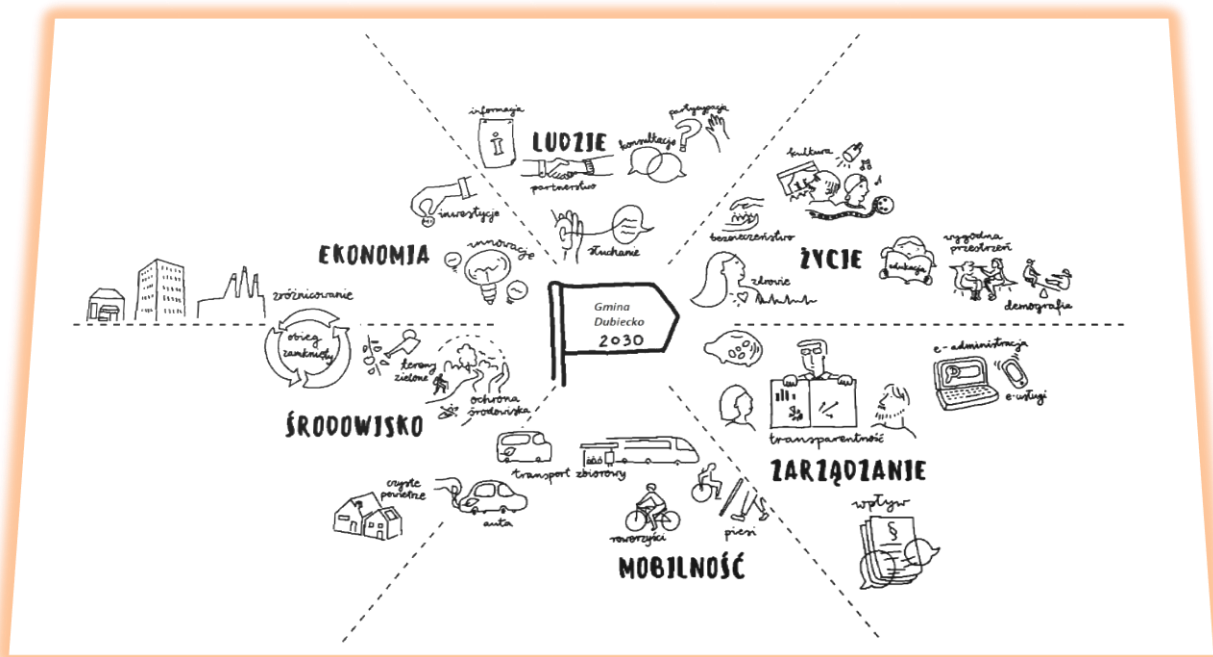 informacja
partycypacja
LUDZIE
konsultacje
partnerstwo
słuchanie
inwestycje
EKONOMIA
innowacje
zróżnicowanie
kultura
bezpieczeństwo
ŻYCIE
edukacja
wygodna
przestrzeń
zdrowie
demografia
Gmina
Dubiecko
2030
obieg
zamknięty
tereny
zielone
ochrona
środowiska
ŚRODOWISKO
czyste
powietrze
auta
transport zbiorowy
rowerzyści
piesi
MOBILNOŚĆ
e-administracja
e-usługi
transparentność
ZARZĄDZANIE
wpływ
§